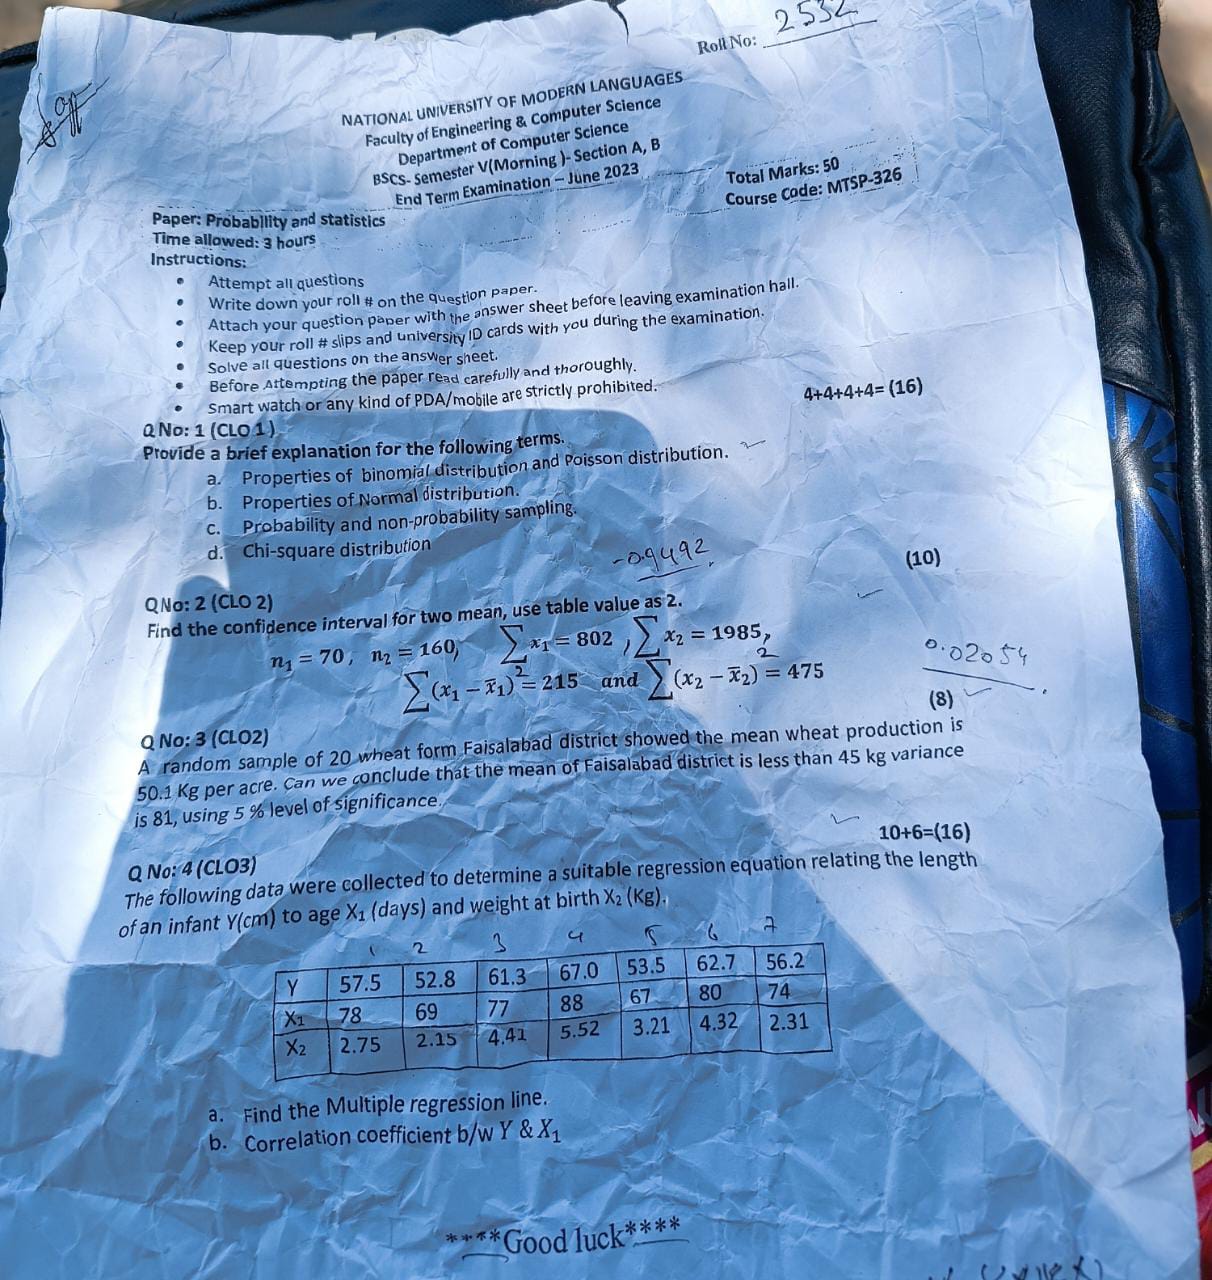 Roll No: 2532
NATIONAL UNIVERSITY OF MODERN LANGUAGES
Faculty of Engineering & Computer Science
Department of Computer Science
BSCS- Semester V(Morning )- Section A, B
End Term Examination – June 2023
Total Marks: 50
Course Code: MTSP-326
Paper: Probability and statistics
Time allowed: 3 hours
Instructions:
• Attempt all questions
• Write down your roll # on the question paper.
• Attach your question paper with the answer sheet before leaving examination hall.
• Keep your roll # slips and university ID cards with you during the examination.
• Solve all questions on the answer sheet.
• Before Attempting the paper read carefully and thoroughly.
• Smart watch or any kind of PDA/mobile are strictly prohibited.
4+4+4+4= (16)
Q No: 1 (CLO 1)
Provide a brief explanation for the following terms.
a. Properties of binomial distribution and Poisson distribution.
b. Properties of Normal distribution.
c. Probability and non-probability sampling.
d. Chi-square distribution
-0.9492
(10)
Q No: 2 (CLO 2)
Find the confidence interval for two mean, use table value as 2.
n₁ = 70, n₂ = 160, ∑x₁ = 802 , ∑x₂ = 1985,
∑(x₁ − x̄₁)² = 215 and ∑(x₂ − x̄₂)² = 475
0.02054
(8)
Q No: 3 (CLO2)
A random sample of 20 wheat form Faisalabad district showed the mean wheat production is
50.1 Kg per acre. Can we conclude that the mean of Faisalabad district is less than 45 kg variance
is 81, using 5 % level of significance.
10+6=(16)
Q No: 4 (CLO3)
The following data were collected to determine a suitable regression equation relating the length
of an infant Y(cm) to age X₁ (days) and weight at birth X₂ (Kg).
1 2 3 4 5 6 7
Y 57.5 52.8 61.3 67.0 53.5 62.7 56.2
X₁ 78 69 77 88 67 80 74
X₂ 2.75 2.15 4.41 5.52 3.21 4.32 2.31
a. Find the Multiple regression line.
b. Correlation coefficient b/w Y & X₁
****Good luck****